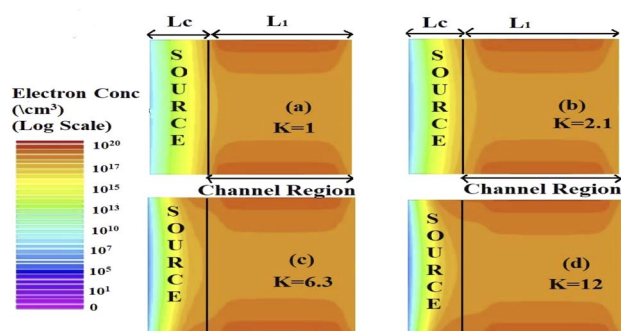 Lc L₁ Lc L₁
Electron Conc
(\cm³)
(Log Scale)
10²⁰
10¹⁷
10¹⁵
10¹³
10¹⁰
10⁷
10⁵
10¹
0
SOURCE
(a)
K=1
SOURCE
(b)
K=2.1
Channel Region
Channel Region
SOURCE
(c)
K=6.3
SOURCE
(d)
K=12